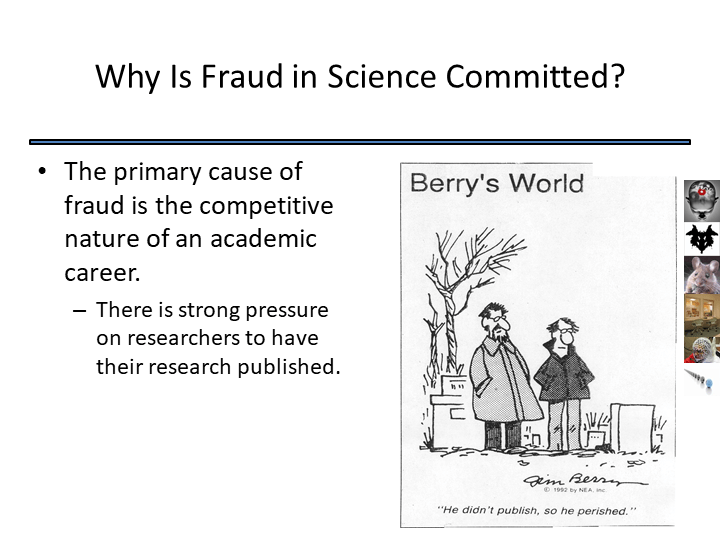 Why Is Fraud in Science Committed?
• The primary cause of
fraud is the competitive
nature of an academic
career.
– There is strong pressure
on researchers to have
their research published.
Berry's World
Jim Berry
© 1992 by NEA, Inc.
"He didn't publish, so he perished."